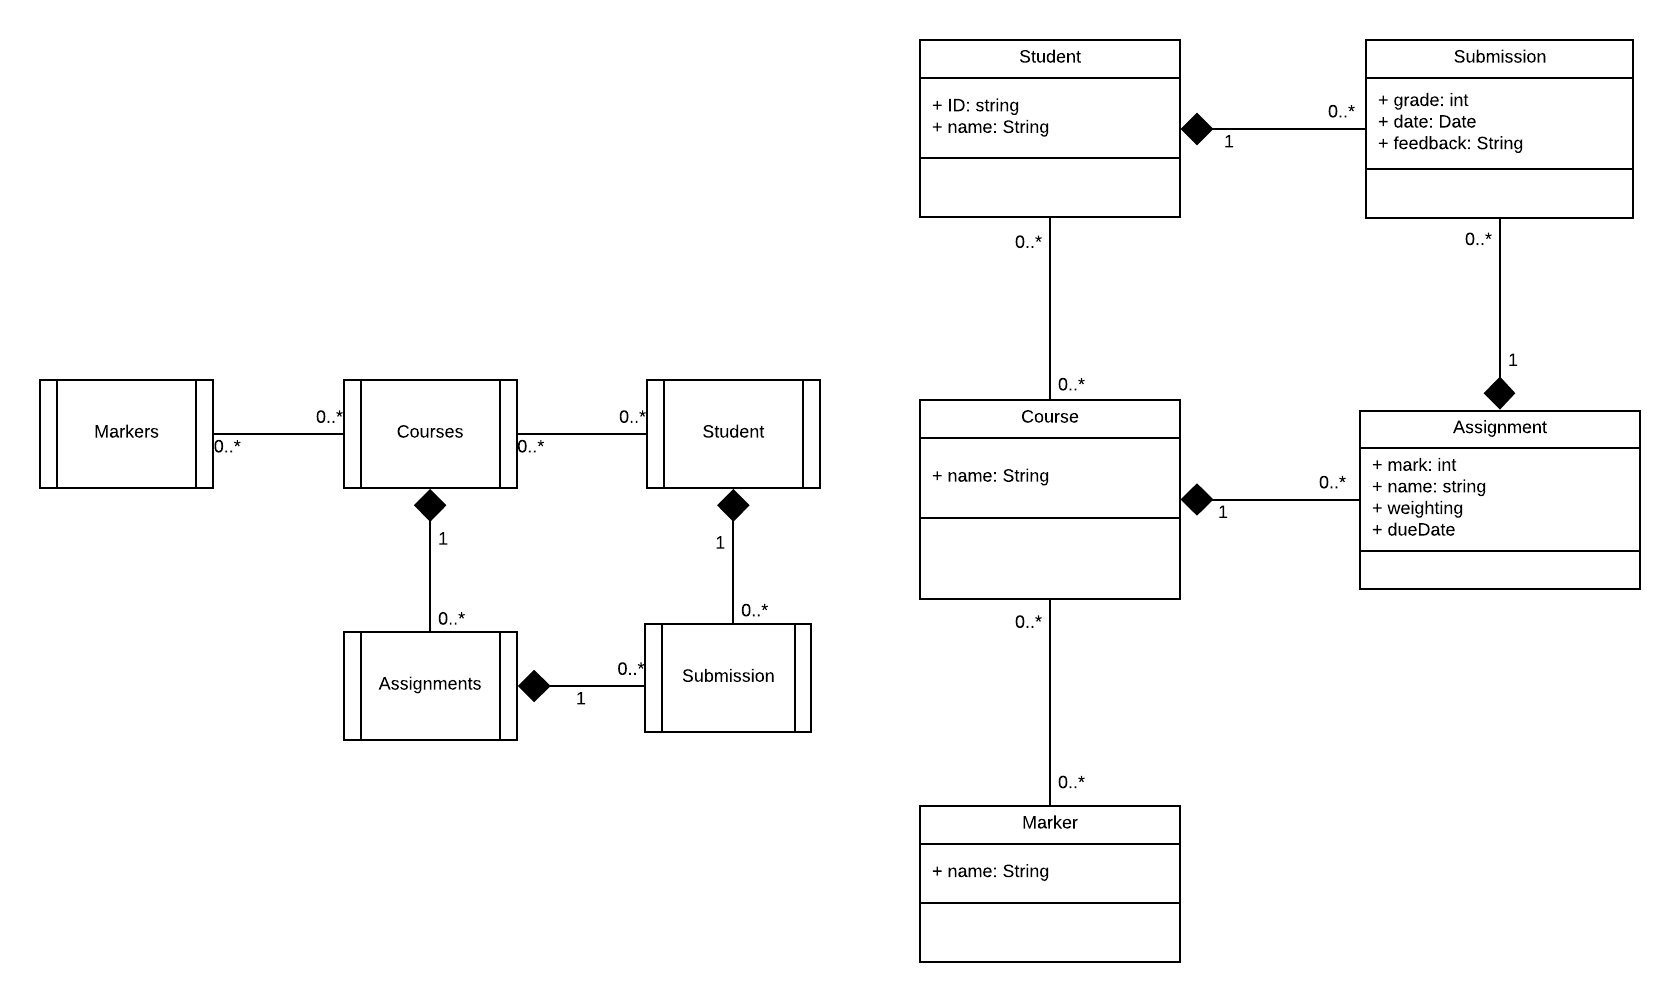 Markers
0..*
0..*
Courses
0..*
0..*
Student
1
0..*
1
0..*
Assignments
1
0..*
Submission
Student
+ ID: string
+ name: String
1
0..*
Submission
+ grade: int
+ date: Date
+ feedback: String
0..*
0..*
0..*
1
Course
+ name: String
1
0..*
Assignment
+ mark: int
+ name: string
+ weighting
+ dueDate
0..*
0..*
Marker
+ name: String